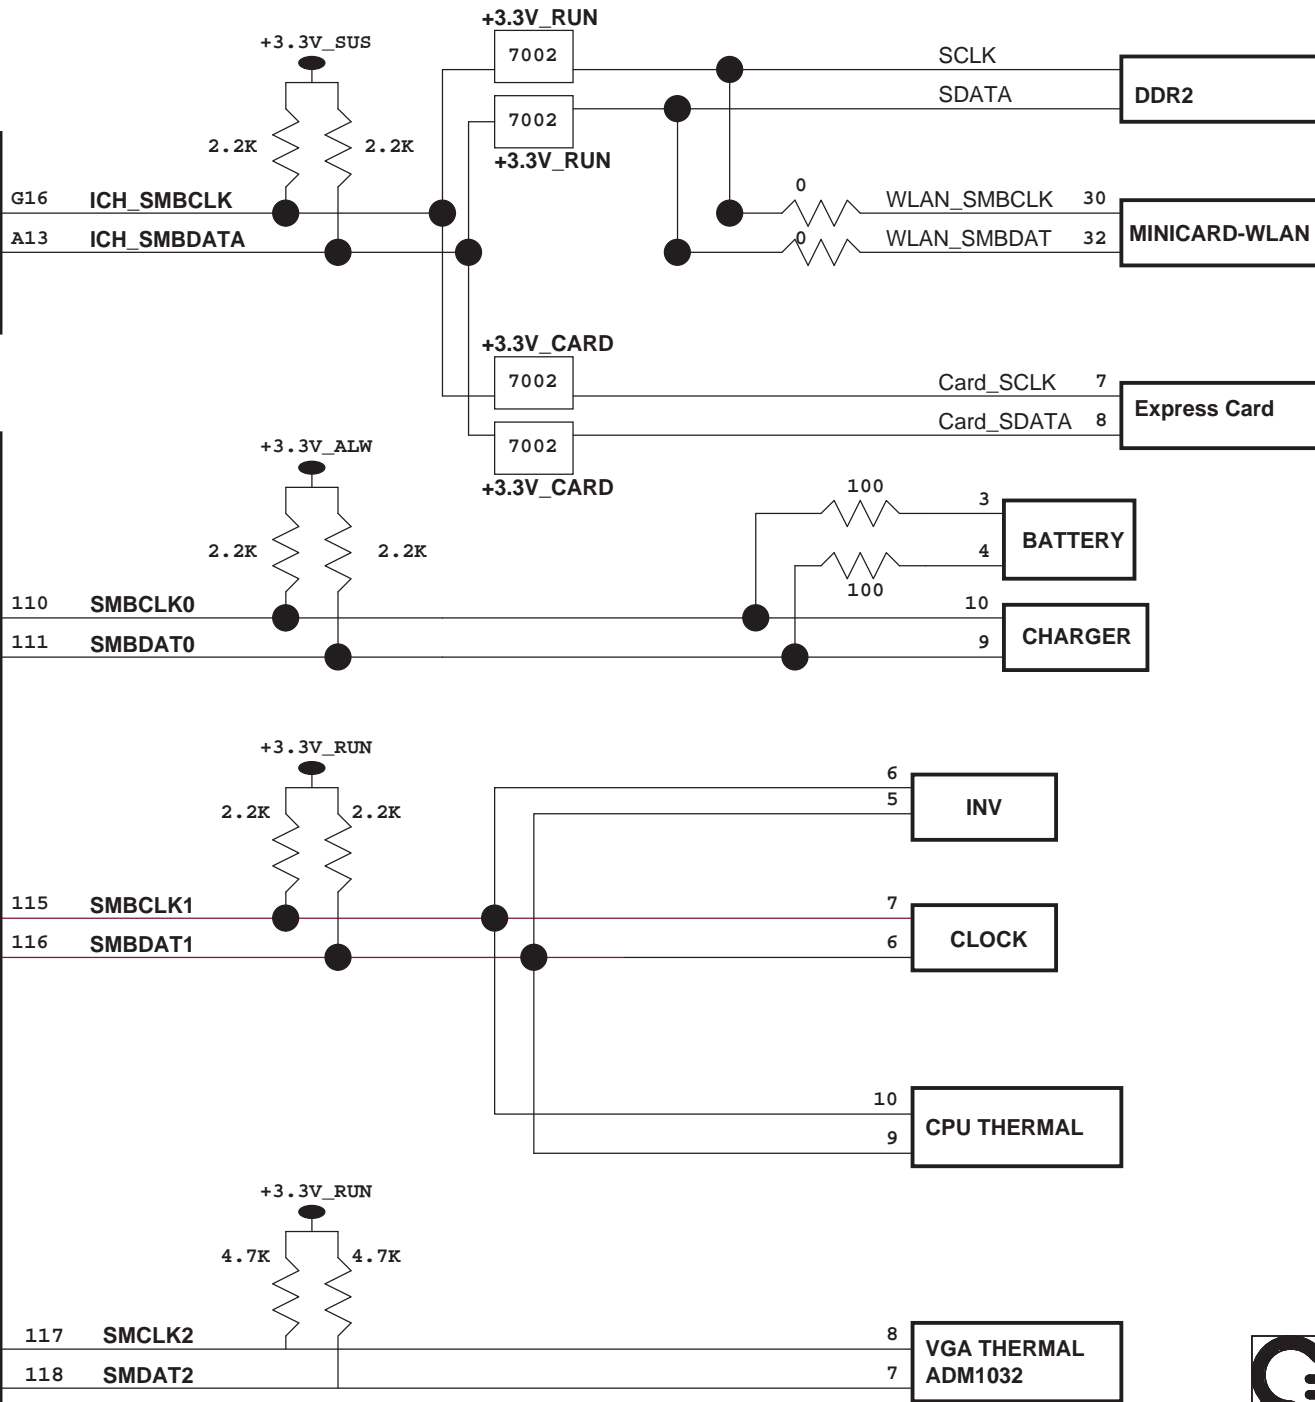 +3.3V_RUN
+3.3V_SUS
7002
SCLK
SDATA
DDR2
7002
+3.3V_RUN
2.2K
2.2K
0
G16
ICH_SMBCLK
WLAN_SMBCLK
30
A13
ICH_SMBDATA
0
WLAN_SMBDAT
32
MINICARD-WLAN
+3.3V_CARD
7002
Card_SCLK
7
Express Card
Card_SDATA
8
7002
+3.3V_CARD
+3.3V_ALW
100
3
2.2K
2.2K
BATTERY
4
100
110
SMBCLK0
10
111
SMBDAT0
9
CHARGER
+3.3V_RUN
2.2K
2.2K
6
5
INV
115
SMBCLK1
7
116
SMBDAT1
6
CLOCK
10
9
CPU THERMAL
+3.3V_RUN
4.7K
4.7K
117
SMCLK2
8
VGA THERMAL
118
SMDAT2
7
ADM1032